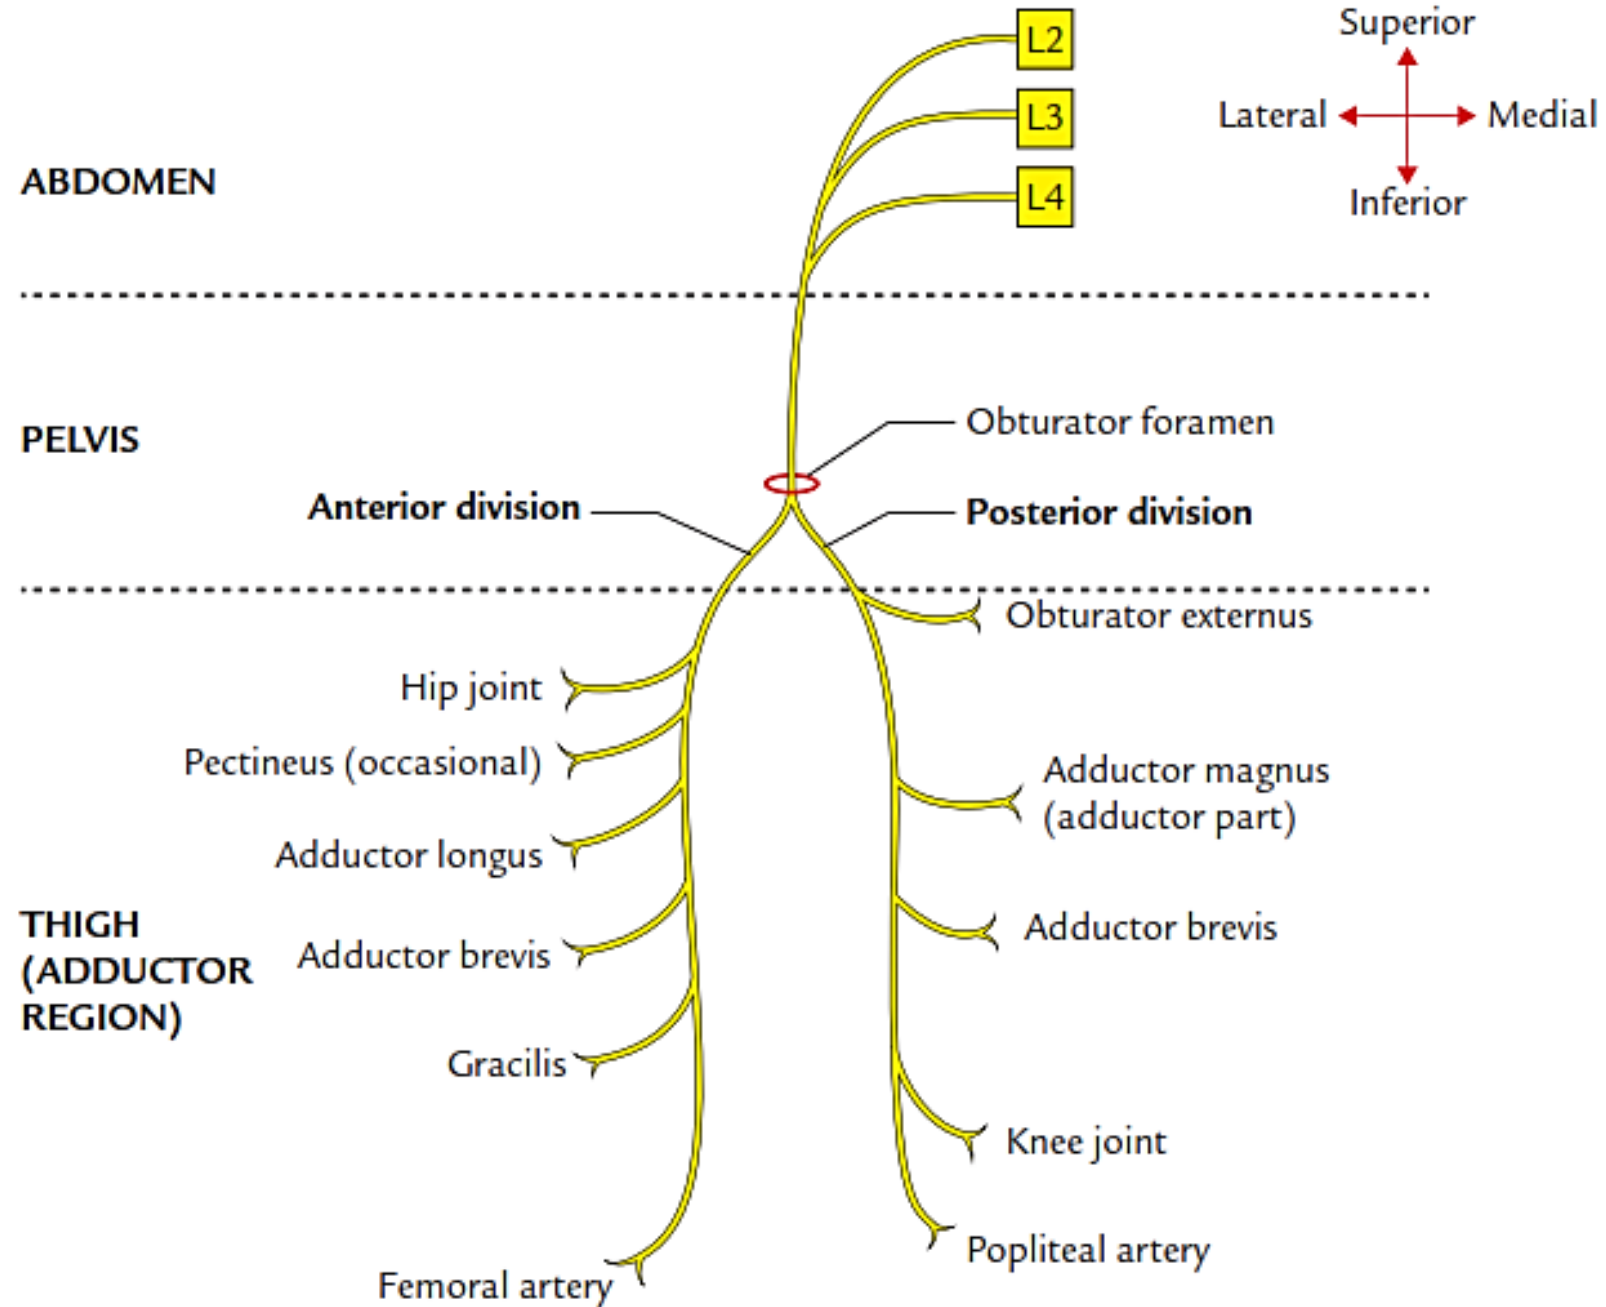 L2
L3
L4
Superior
Lateral
Medial
Inferior
ABDOMEN
PELVIS
Obturator foramen
Anterior division
Posterior division
Obturator externus
Hip joint
Pectineus (occasional)
Adductor magnus
(adductor part)
Adductor longus
THIGH
(ADDUCTOR
REGION)
Adductor brevis
Adductor brevis
Gracilis
Knee joint
Popliteal artery
Femoral artery